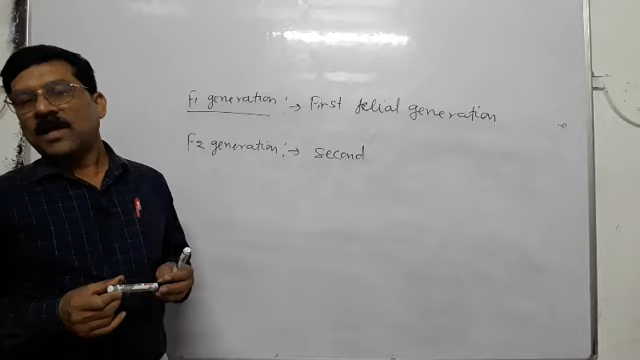 F1 generation :→ First felial generation
F2 generation :→ Second